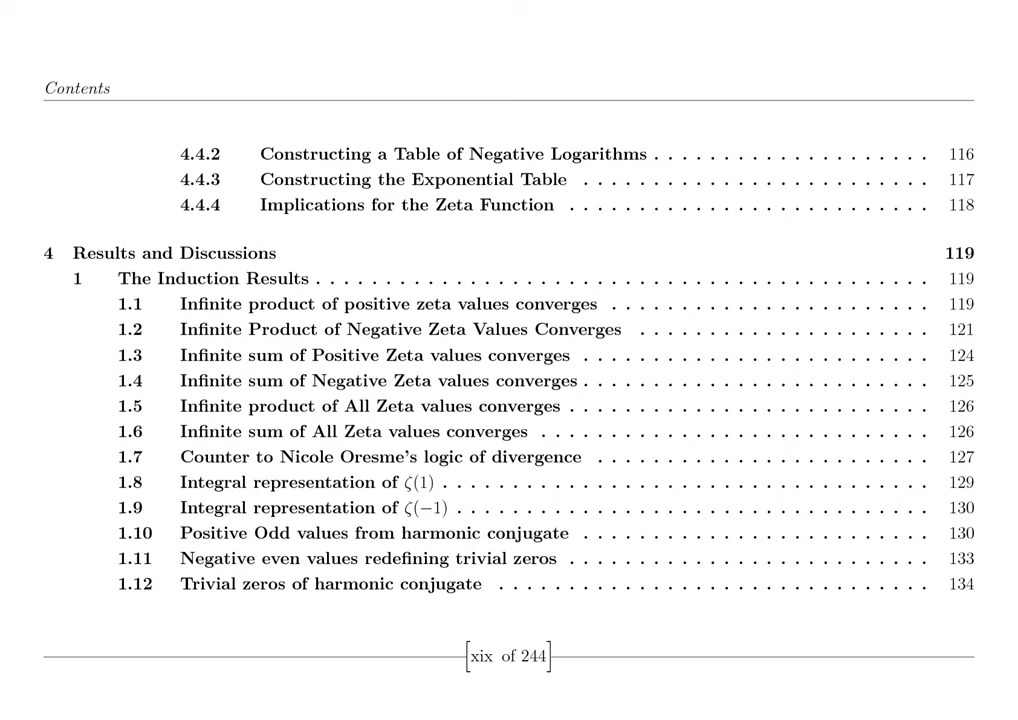 Contents
4.4.2 Constructing a Table of Negative Logarithms . . . . . . . . . . . . . . . . . . . . 116
4.4.3 Constructing the Exponential Table . . . . . . . . . . . . . . . . . . . . . . . . . 117
4.4.4 Implications for the Zeta Function . . . . . . . . . . . . . . . . . . . . . . . . . . 118
4 Results and Discussions 119
1 The Induction Results . . . . . . . . . . . . . . . . . . . . . . . . . . . . . . . . . . . . . . . . . . . . 119
1.1 Infinite product of positive zeta values converges . . . . . . . . . . . . . . . . . . . . . . . 119
1.2 Infinite Product of Negative Zeta Values Converges . . . . . . . . . . . . . . . . . . . . . 121
1.3 Infinite sum of Positive Zeta values converges . . . . . . . . . . . . . . . . . . . . . . . . . 124
1.4 Infinite sum of Negative Zeta values converges . . . . . . . . . . . . . . . . . . . . . . . . . 125
1.5 Infinite product of All Zeta values converges . . . . . . . . . . . . . . . . . . . . . . . . . . 126
1.6 Infinite sum of All Zeta values converges . . . . . . . . . . . . . . . . . . . . . . . . . . . . 126
1.7 Counter to Nicole Oresme's logic of divergence . . . . . . . . . . . . . . . . . . . . . . . . 127
1.8 Integral representation of ζ(1) . . . . . . . . . . . . . . . . . . . . . . . . . . . . . . . . . . . 129
1.9 Integral representation of ζ(−1) . . . . . . . . . . . . . . . . . . . . . . . . . . . . . . . . . . 130
1.10 Positive Odd values from harmonic conjugate . . . . . . . . . . . . . . . . . . . . . . . . . 130
1.11 Negative even values redefining trivial zeros . . . . . . . . . . . . . . . . . . . . . . . . . . 133
1.12 Trivial zeros of harmonic conjugate . . . . . . . . . . . . . . . . . . . . . . . . . . . . . . . 134
[xix of 244]